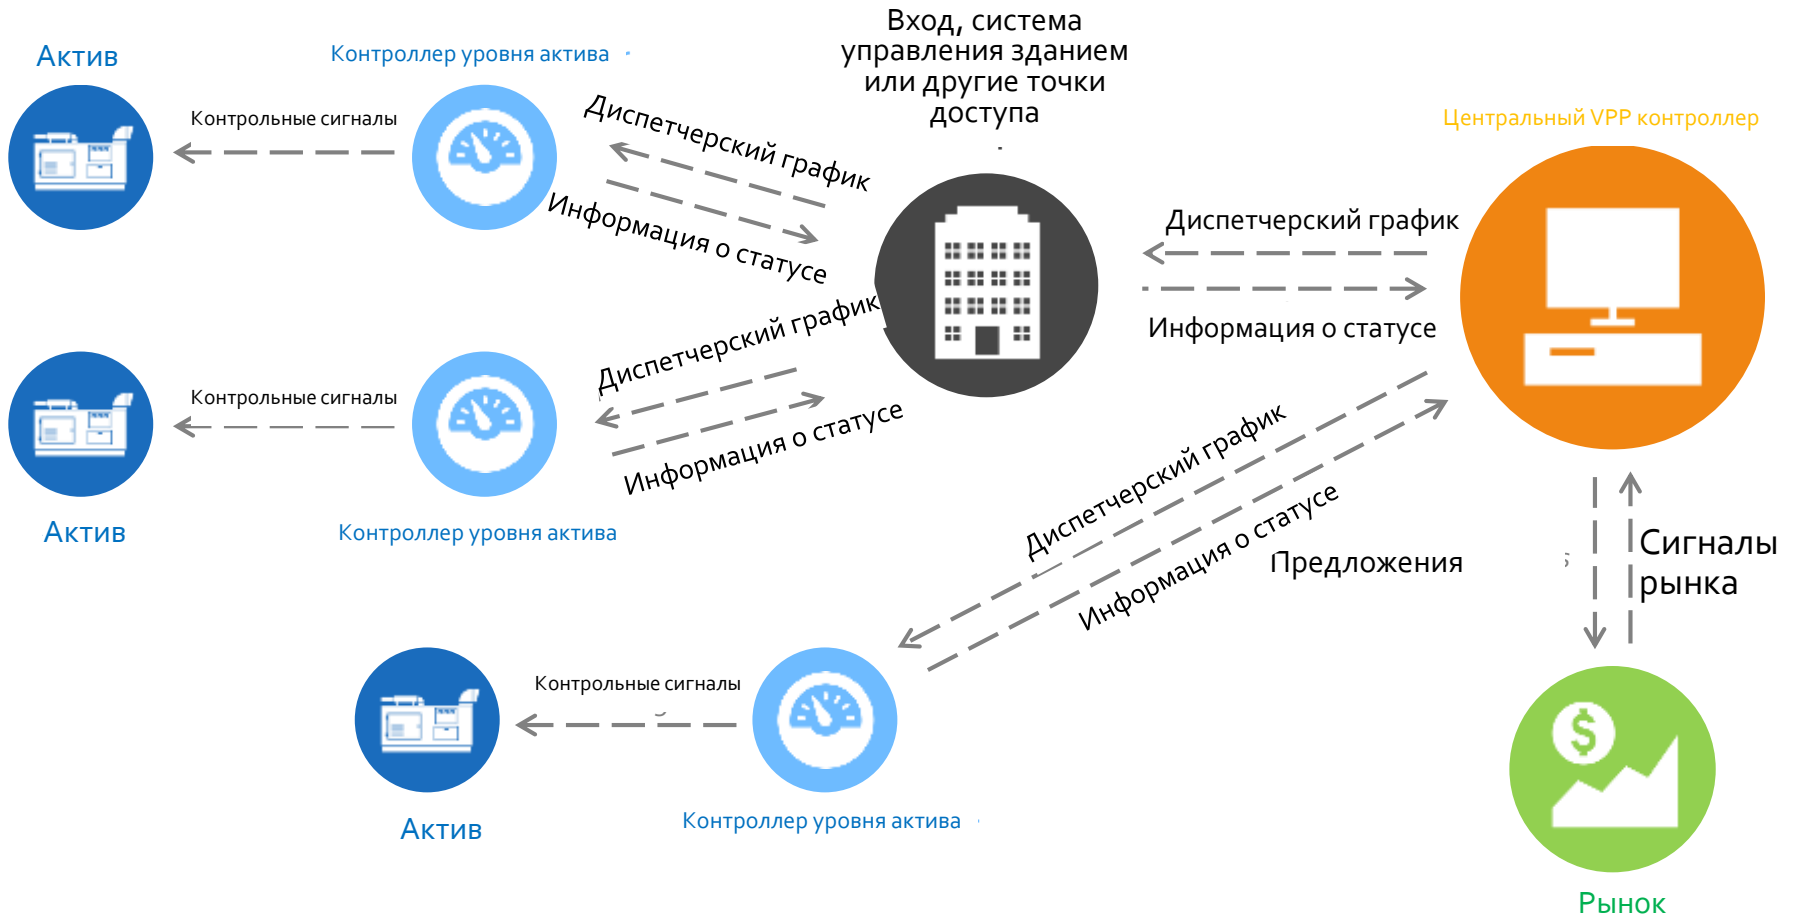 Вход, система
управления зданием
или другие точки
доступа
Актив
Контроллер уровня актива
Контрольные сигналы
Диспетчерский график
Информация о статусе
Центральный VPP контроллер
Диспетчерский график
Информация о статусе
Диспетчерский график
Информация о статусе
Контрольные сигналы
Актив
Контроллер уровня актива
Диспетчерский график
Информация о статусе
Предложения
Сигналы
рынка
Контрольные сигналы
Актив
Контроллер уровня актива
Рынок